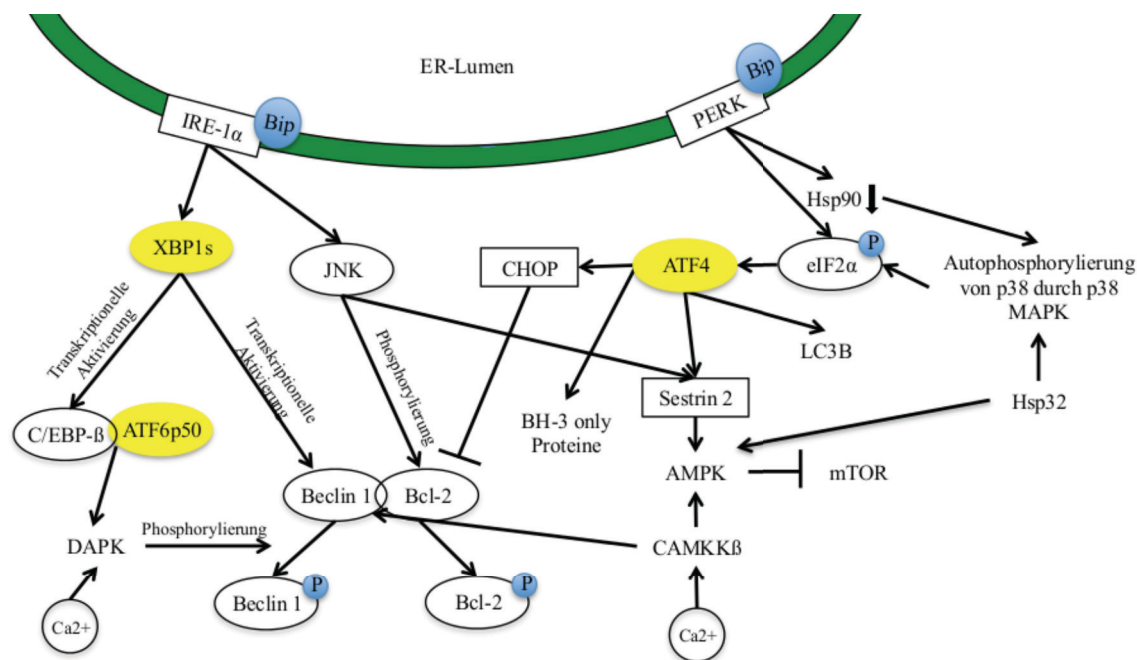 ER-Lumen
Bip
PERK
IRE-1α
Bip
Hsp90
P
XBP1s
JNK
CHOP
ATF4
eIF2α
Autophosphorylierung
von p38 durch p38
MAPK
LC3B
Transkriptionelle
Aktivierung
Transkriptionelle
Aktivierung
Phosphorylierung
Sestrin 2
Hsp32
C/EBP-ß
ATF6p50
BH-3 only
Proteine
AMPK
mTOR
Beclin 1
Bcl-2
Phosphorylierung
DAPK
CAMKKß
P
Beclin 1
P
Bcl-2
Ca2+
Ca2+